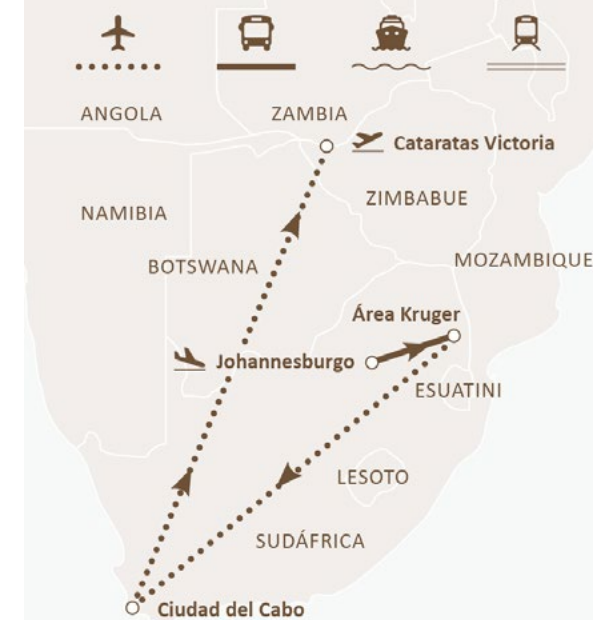 ANGOLA
ZAMBIA
Cataratas Victoria
ZIMBABUE
NAMIBIA
BOTSWANA
MOZAMBIQUE
Área Kruger
Johannesburgo
ESUATINI
LESOTO
SUDÁFRICA
Ciudad del Cabo